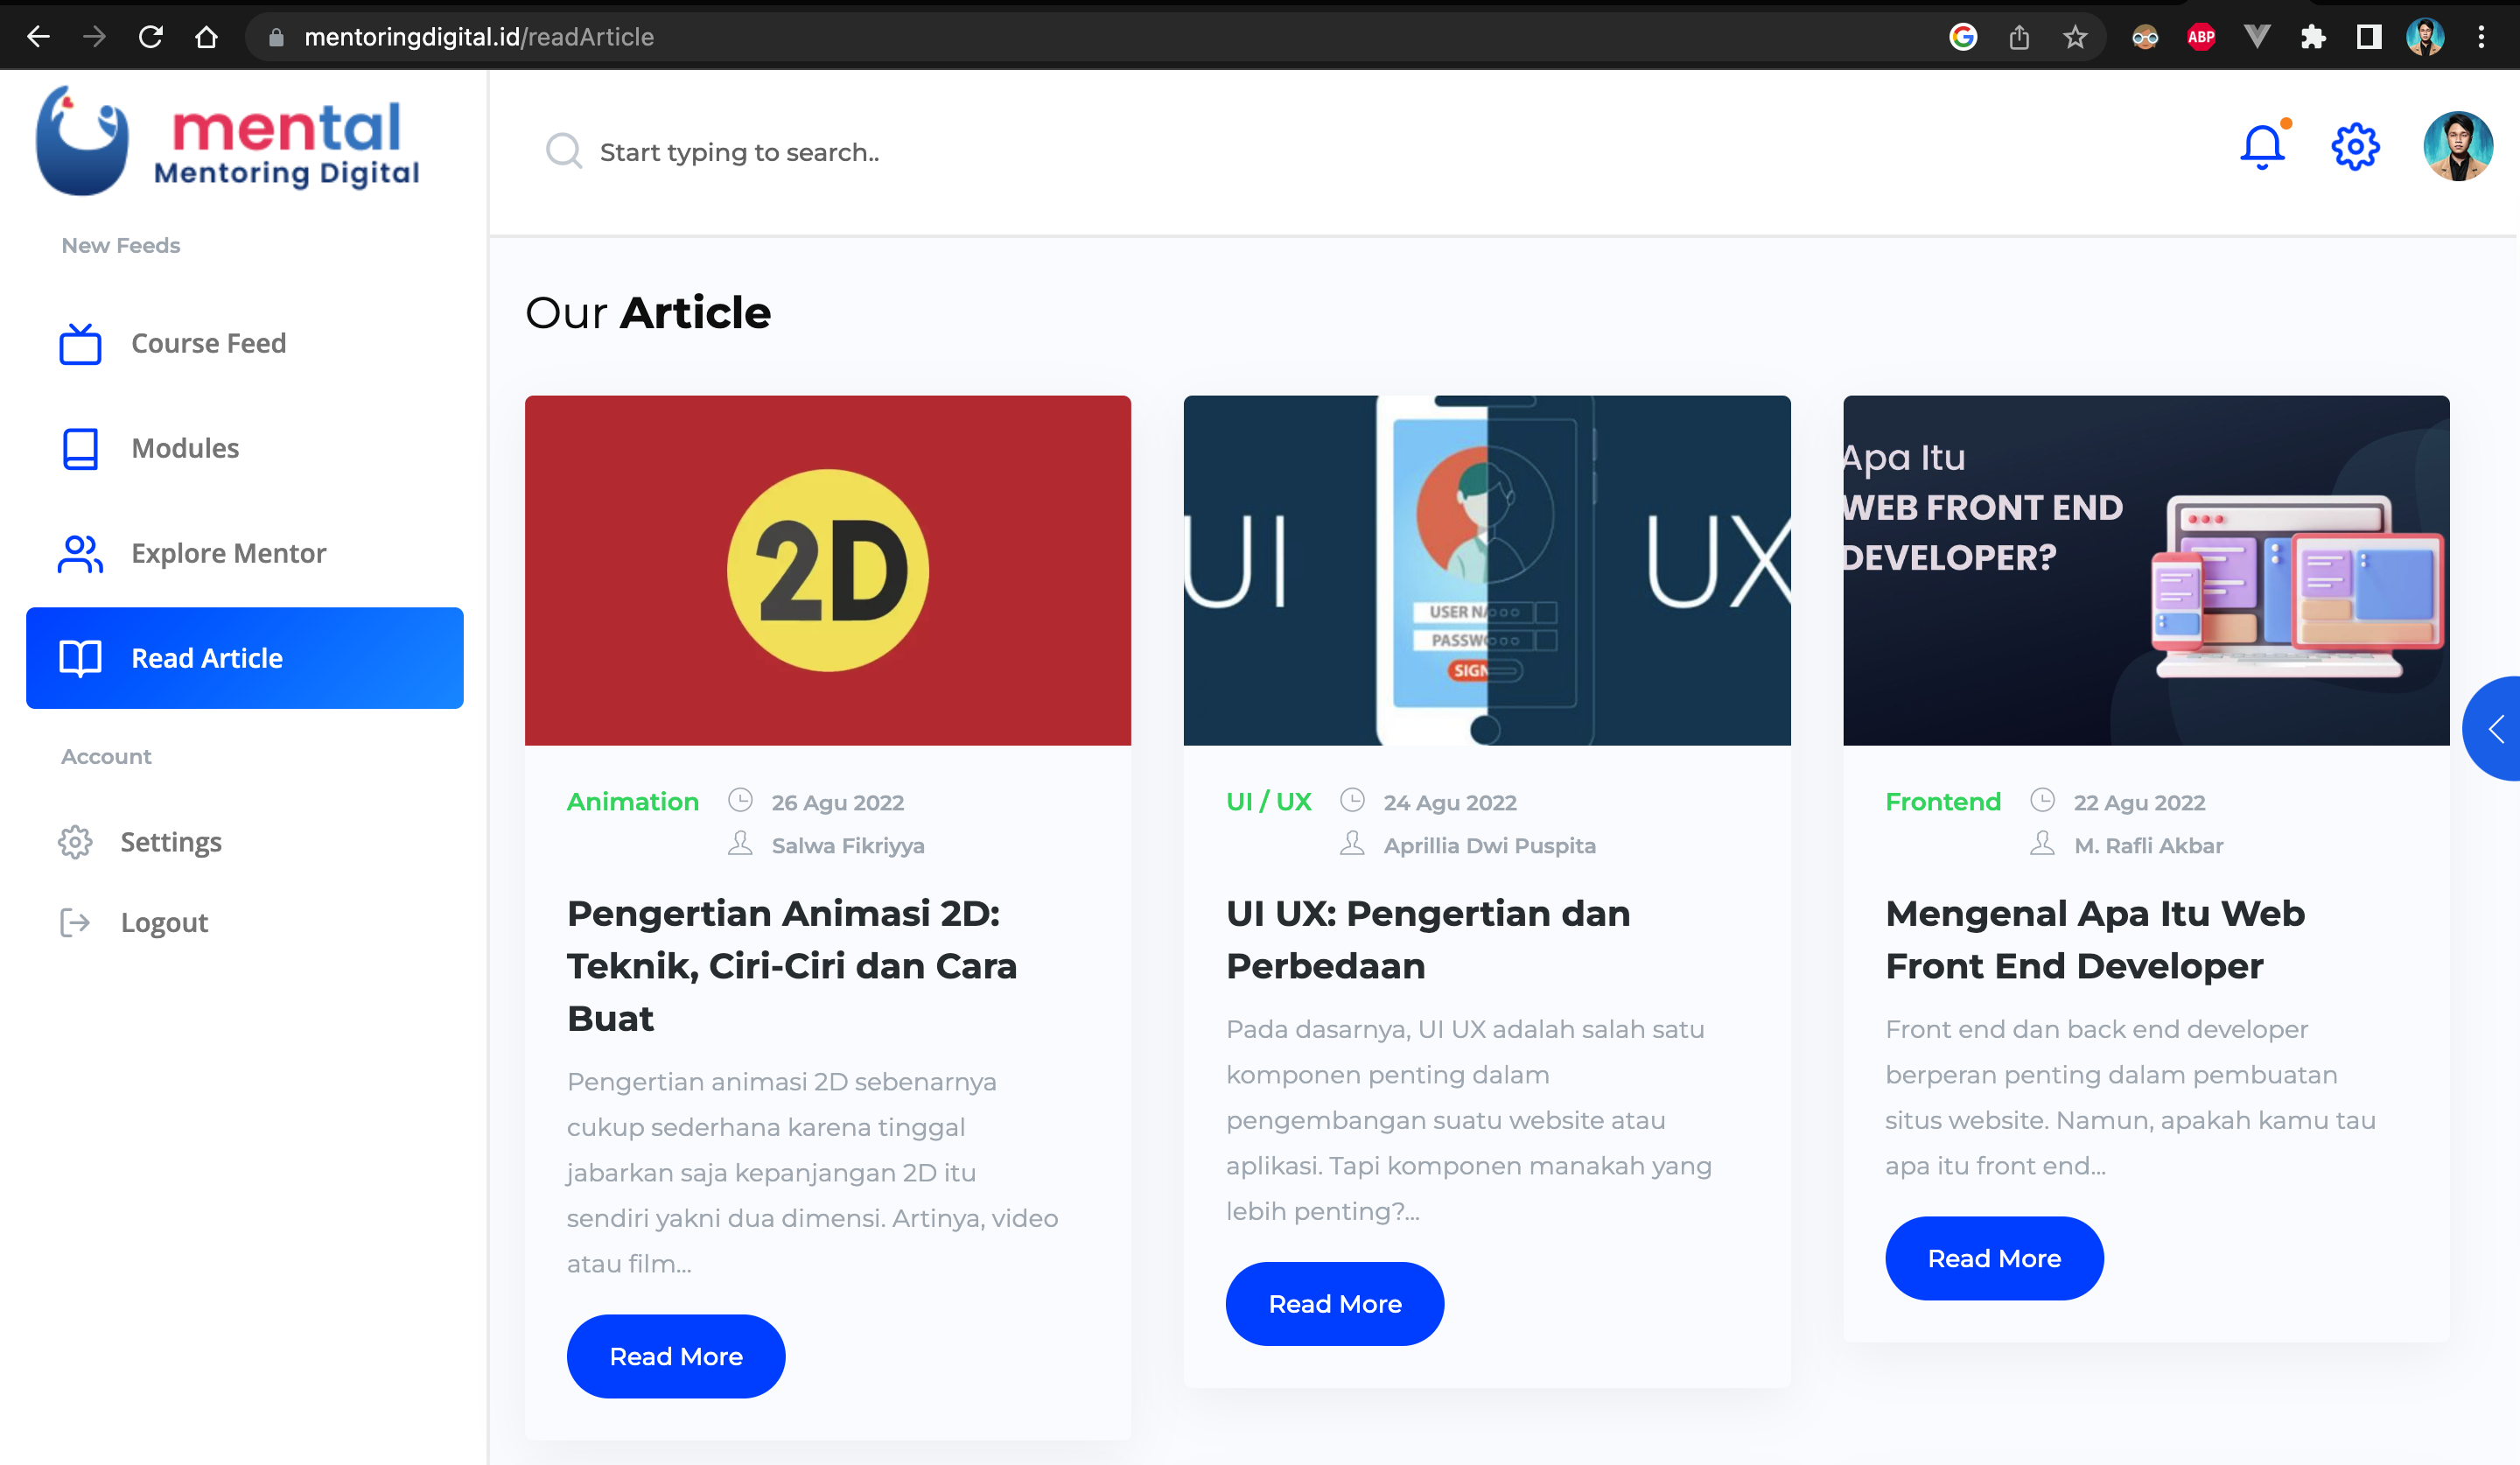 mentoringdigital.id/readArticle
ABP
mental
Mentoring Digital
Start typing to search..
New Feeds
Course Feed
Modules
Explore Mentor
Read Article
Account
Settings
Logout
Our Article
2D
Animation
26 Agu 2022
Salwa Fikriyya
Pengertian Animasi 2D:
Teknik, Ciri-Ciri dan Cara
Buat
Pengertian animasi 2D sebenarnya
cukup sederhana karena tinggal
jabarkan saja kepanjangan 2D itu
sendiri yakni dua dimensi. Artinya, video
atau film...
Read More
UI UX
USER NA
PASSWO
SIGN
UI / UX
24 Agu 2022
Aprillia Dwi Puspita
UI UX: Pengertian dan
Perbedaan
Pada dasarnya, UI UX adalah salah satu
komponen penting dalam
pengembangan suatu website atau
aplikasi. Tapi komponen manakah yang
lebih penting?...
Read More
Apa Itu
WEB FRONT END
DEVELOPER?
Frontend
22 Agu 2022
M. Rafli Akbar
Mengenal Apa Itu Web
Front End Developer
Front end dan back end developer
berperan penting dalam pembuatan
situs website. Namun, apakah kamu tau
apa itu front end...
Read More